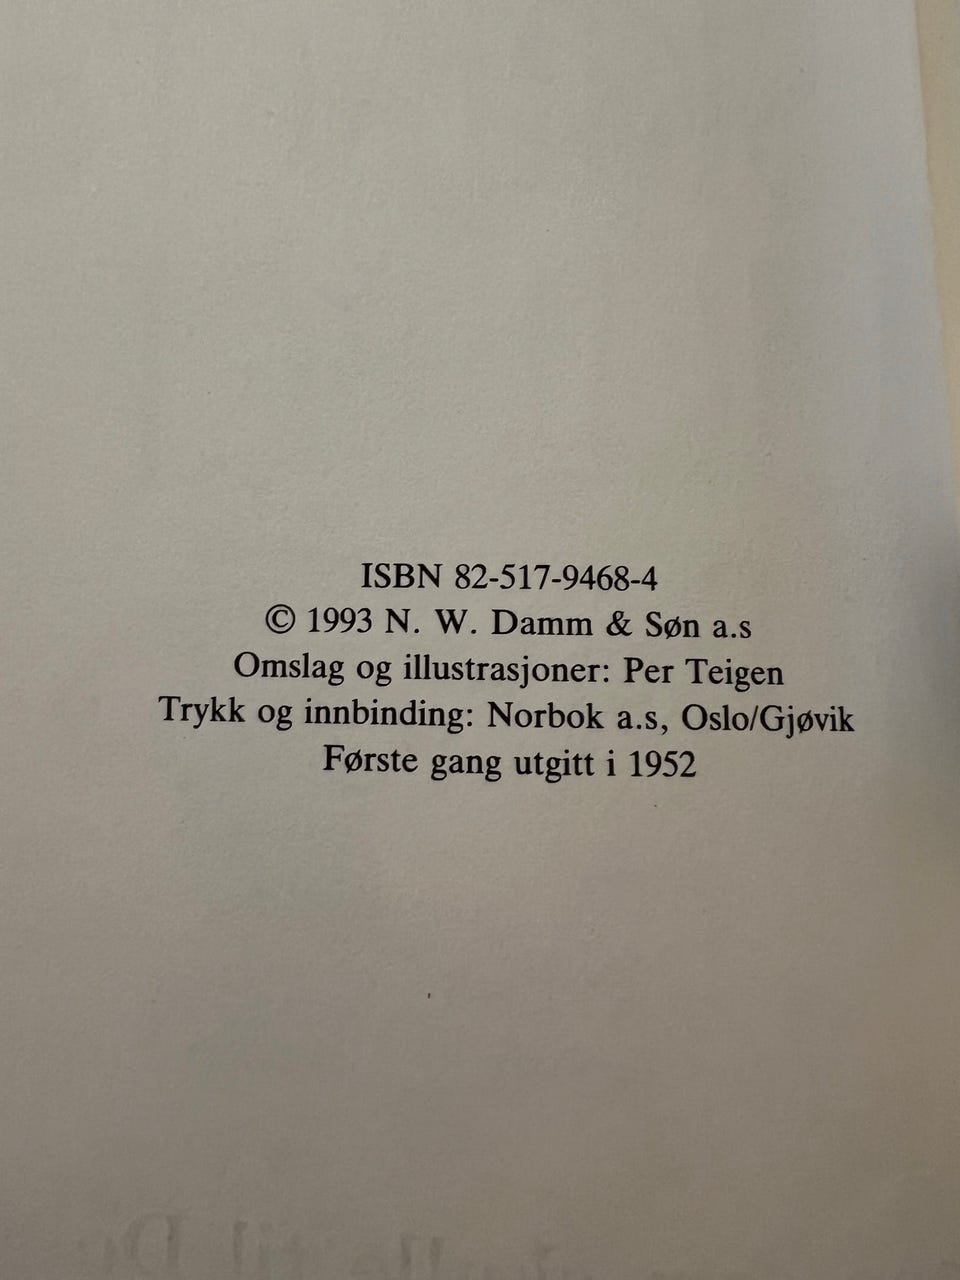 ISBN 82-517-9468-4
© 1993 N. W. Damm & Søn a.s
Omslag og illustrasjoner: Per Teigen
Trykk og innbinding: Norbok a.s, Oslo/Gjøvik
Første gang utgitt i 1952